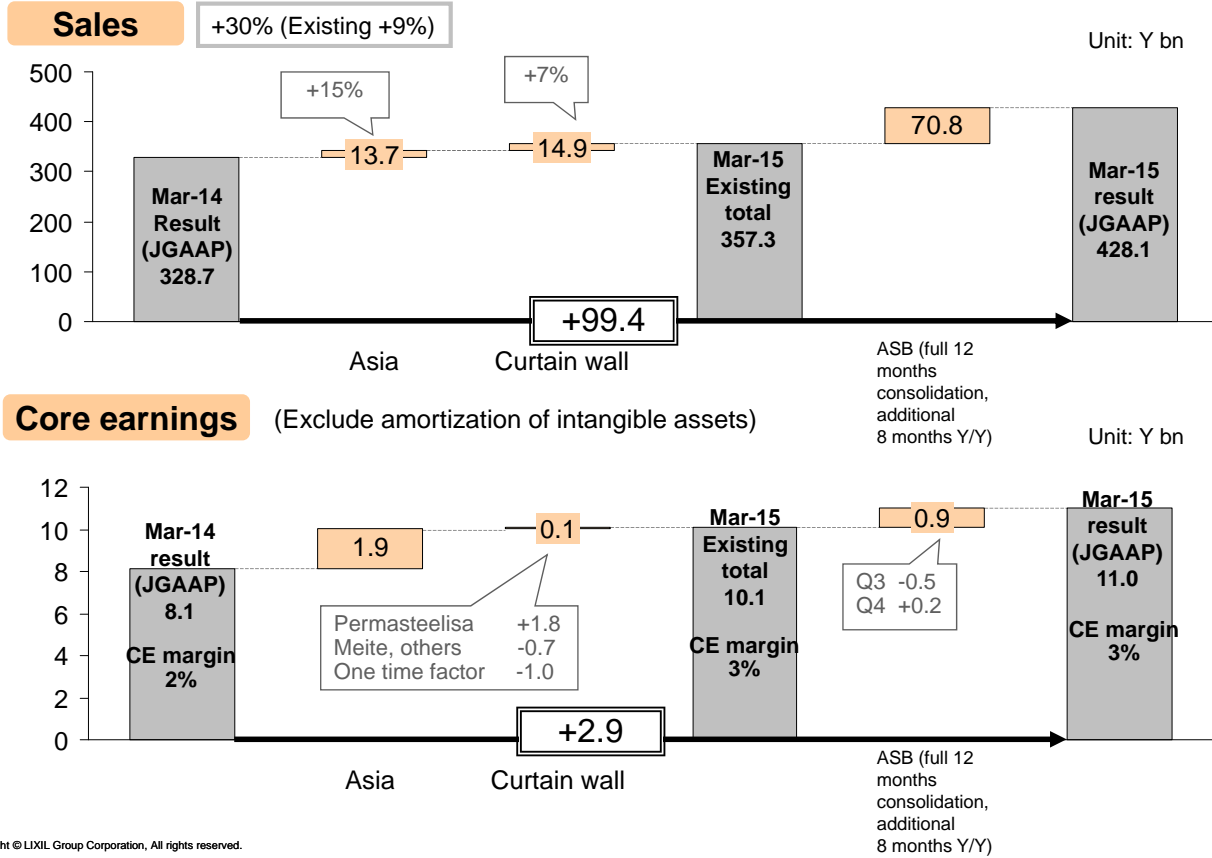 Sales
+30% (Existing +9%)
Unit: Y bn
500
400
300
200
100
0
+15%
+7%
13.7
14.9
70.8
Mar-14
Result
(JGAAP)
328.7
Mar-15
Existing
total
357.3
Mar-15
result
(JGAAP)
428.1
+99.4
Asia
Curtain wall
ASB (full 12
months
consolidation,
additional
8 months Y/Y)
Core earnings
(Exclude amortization of intangible assets)
Unit: Y bn
12
10
8
6
4
2
0
Mar-14
result
(JGAAP)
8.1
CE margin
2%
1.9
0.1
Permasteelisa +1.8
Meite, others -0.7
One time factor -1.0
Mar-15
Existing
total
10.1
CE margin
3%
0.9
Q3 -0.5
Q4 +0.2
Mar-15
result
(JGAAP)
11.0
CE margin
3%
+2.9
Asia
Curtain wall
ASB (full 12
months
consolidation,
additional
8 months Y/Y)
ht © LIXIL Group Corporation, All rights reserved.